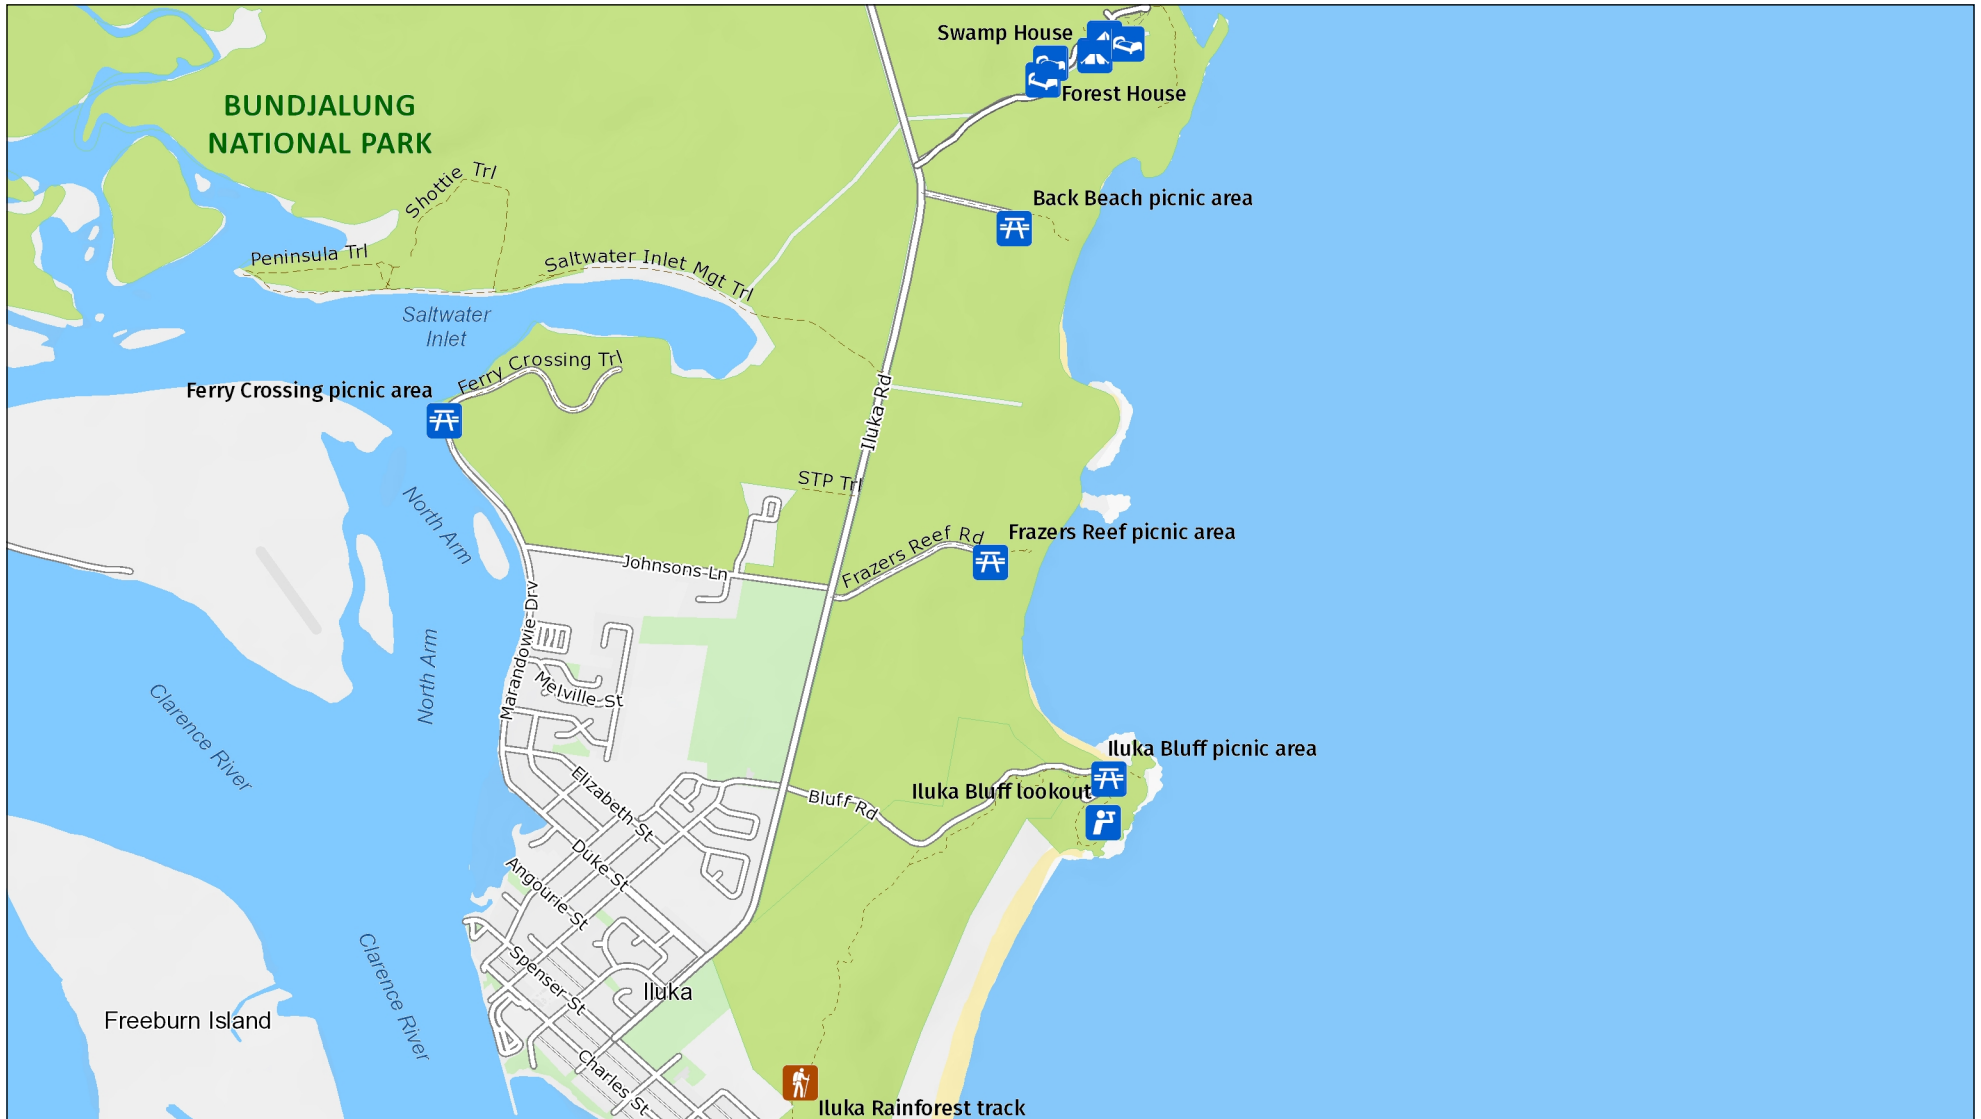 Swamp House
Forest House
BUNDJALUNG
NATIONAL PARK
Shottie Trl
Back Beach picnic area
Peninsula Trl
Saltwater Inlet Mgt Trl
Saltwater
Inlet
Ferry Crossing Trl
Ferry Crossing picnic area
Iluka Rd
STP Trl
North Arm
Frazers Reef Rd
Frazers Reef picnic area
Johnsons Ln
Marandowie Drv
North Arm
Melville St
Clarence River
Iluka Bluff picnic area
Elizabeth St
Bluff Rd
Iluka Bluff lookout
Duke St
Angourie St
Clarence River
Spenser St
Iluka
Freeburn Island
Charles St
Iluka Rainforest track